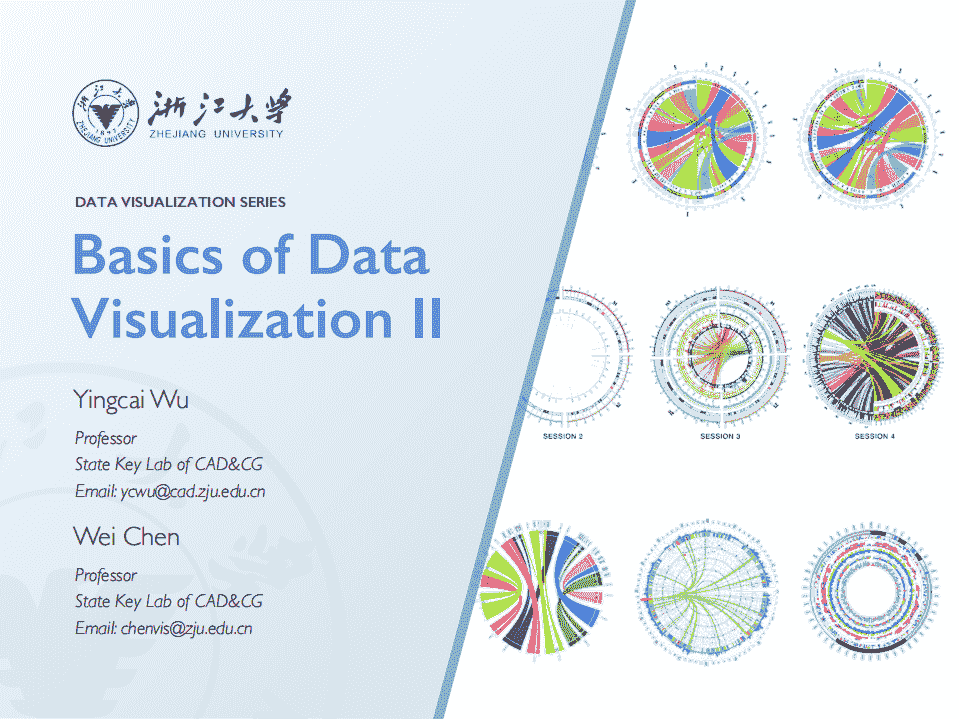 浙江大学
ZHEJIANG UNIVERSITY
DATA VISUALIZATION SERIES
Basics of Data
Visualization II
Yingcai Wu
Professor
State Key Lab of CAD&CG
Email: ycwu@cad.zju.edu.cn
Wei Chen
Professor
State Key Lab of CAD&CG
Email: chenvis@zju.edu.cn
SESSION 2
SESSION 3
SESSION 4